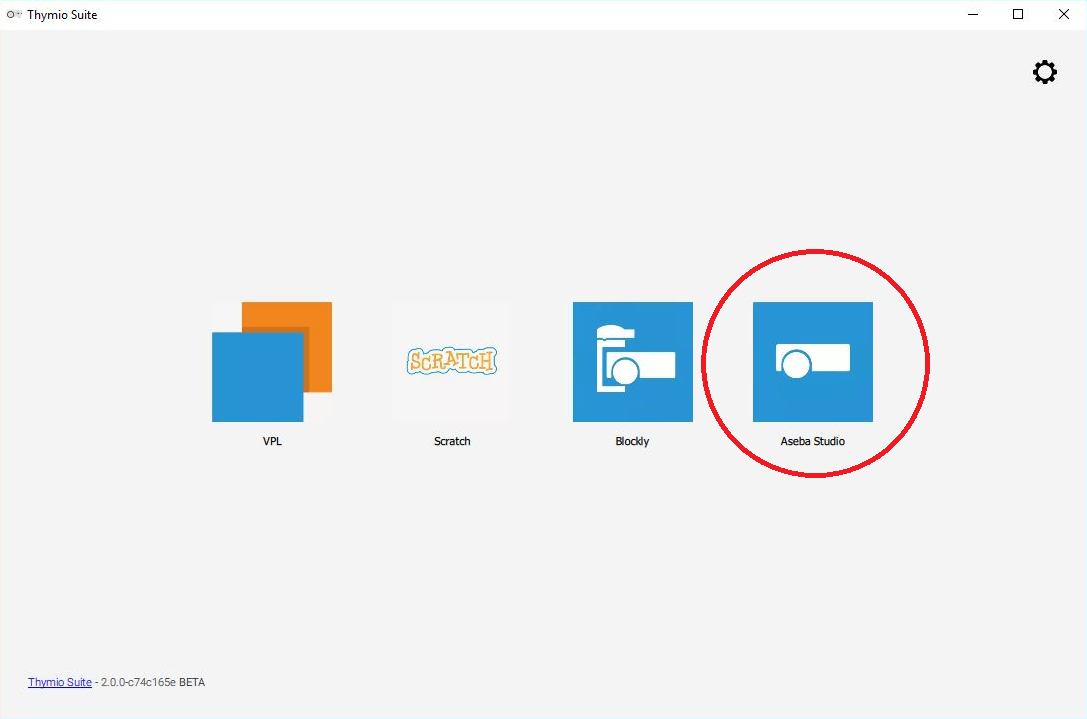 Thymio Suite
SCRATCH
VPL
Scratch
Blockly
Aseba Studio
Thymio Suite - 2.0.0-c74c165e BETA